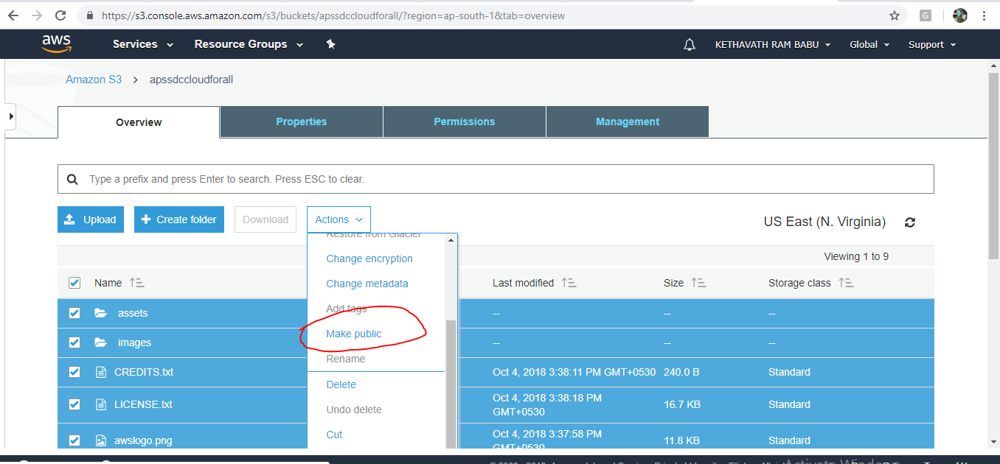 https://s3.console.aws.amazon.com/s3/buckets/apssdccloudforall/?region=ap-south-1&tab=overview
G
aws Services Resource Groups KETHAVATH RAM BABU Global Support
Amazon S3 > apssdccloudforall
Overview Properties Permissions Management
Type a prefix and press Enter to search. Press ESC to clear.
Upload Create folder Download Actions US East (N. Virginia)
Restore from Glacier
Viewing 1 to 9
Change encryption
Name Last modified Size Storage class
Change metadata
Add tags
assets -- -- --
Make public
images -- -- --
Rename
CREDITS.txt Oct 4, 2018 3:38:11 PM GMT+0530 240.0 B Standard
Delete
LICENSE.txt Oct 4, 2018 3:38:18 PM GMT+0530 16.7 KB Standard
Undo delete
Cut
awslogo.png Oct 4, 2018 3:37:58 PM GMT+0530 11.8 KB Standard